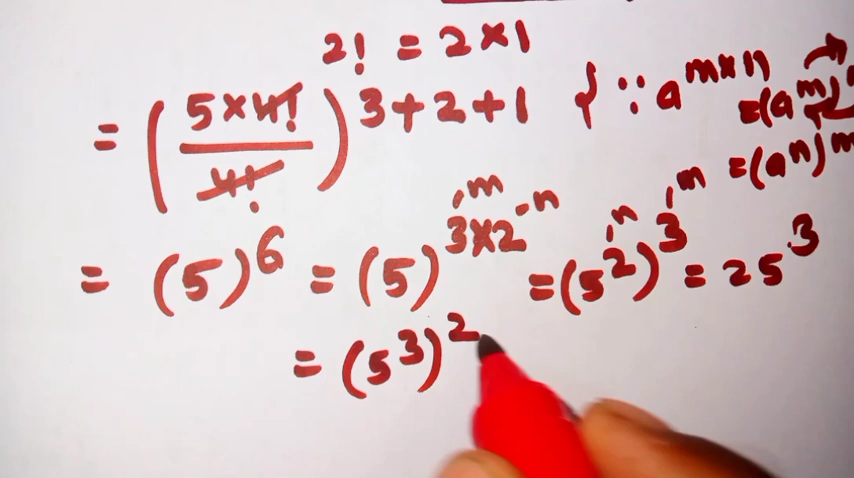 2! = 2×1
= (5×4!/4!)^3+2+1 { ∵ a^m×n
=(a^m)
=(a^n)^m
= (5)^6 = (5)^3×2 =(5^2)^3 = 25^3
m n n m
= (5^3)^2